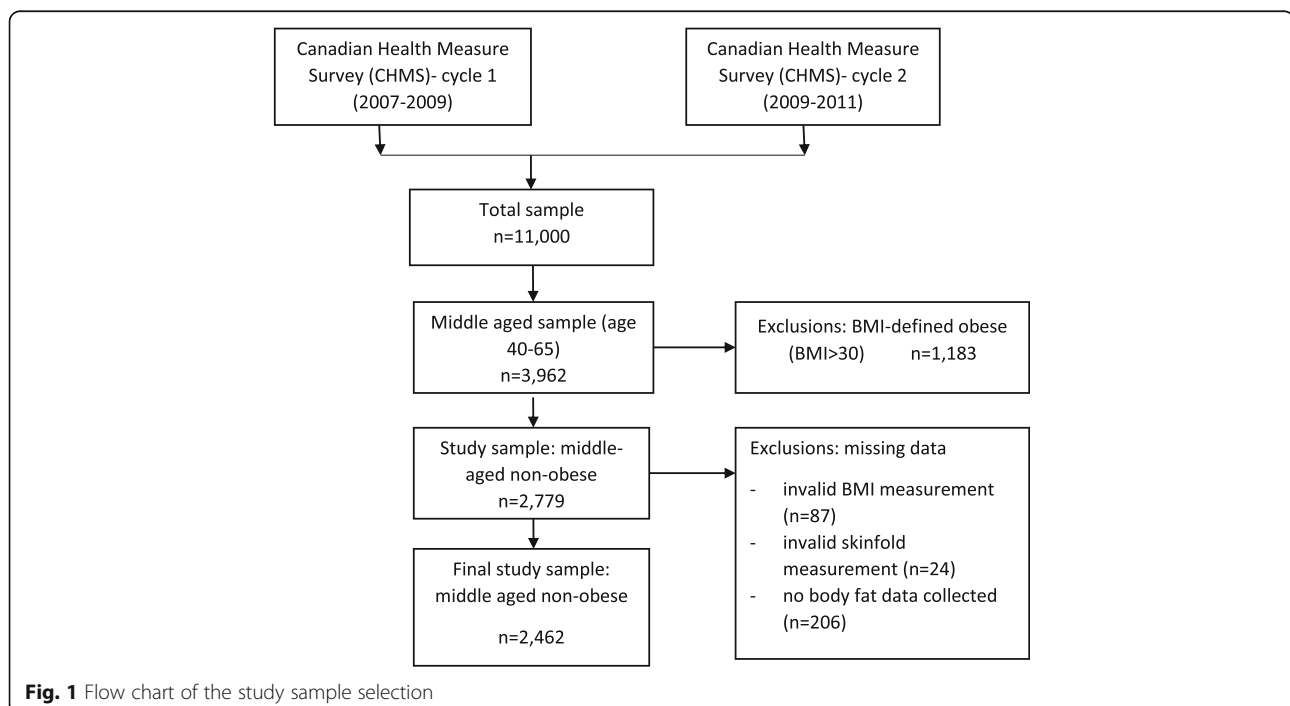 Canadian Health Measure
Survey (CHMS)- cycle 1
(2007-2009)
Canadian Health Measure
Survey (CHMS)- cycle 2
(2009-2011)
Total sample
n=11,000
Middle aged sample (age
40-65)
n=3,962
Exclusions: BMI-defined obese
(BMI>30) n=1,183
Study sample: middle-
aged non-obese
n=2,779
Exclusions: missing data
- invalid BMI measurement
(n=87)
- invalid skinfold
measurement (n=24)
- no body fat data collected
(n=206)
Final study sample:
middle aged non-obese
n=2,462
Fig. 1 Flow chart of the study sample selection